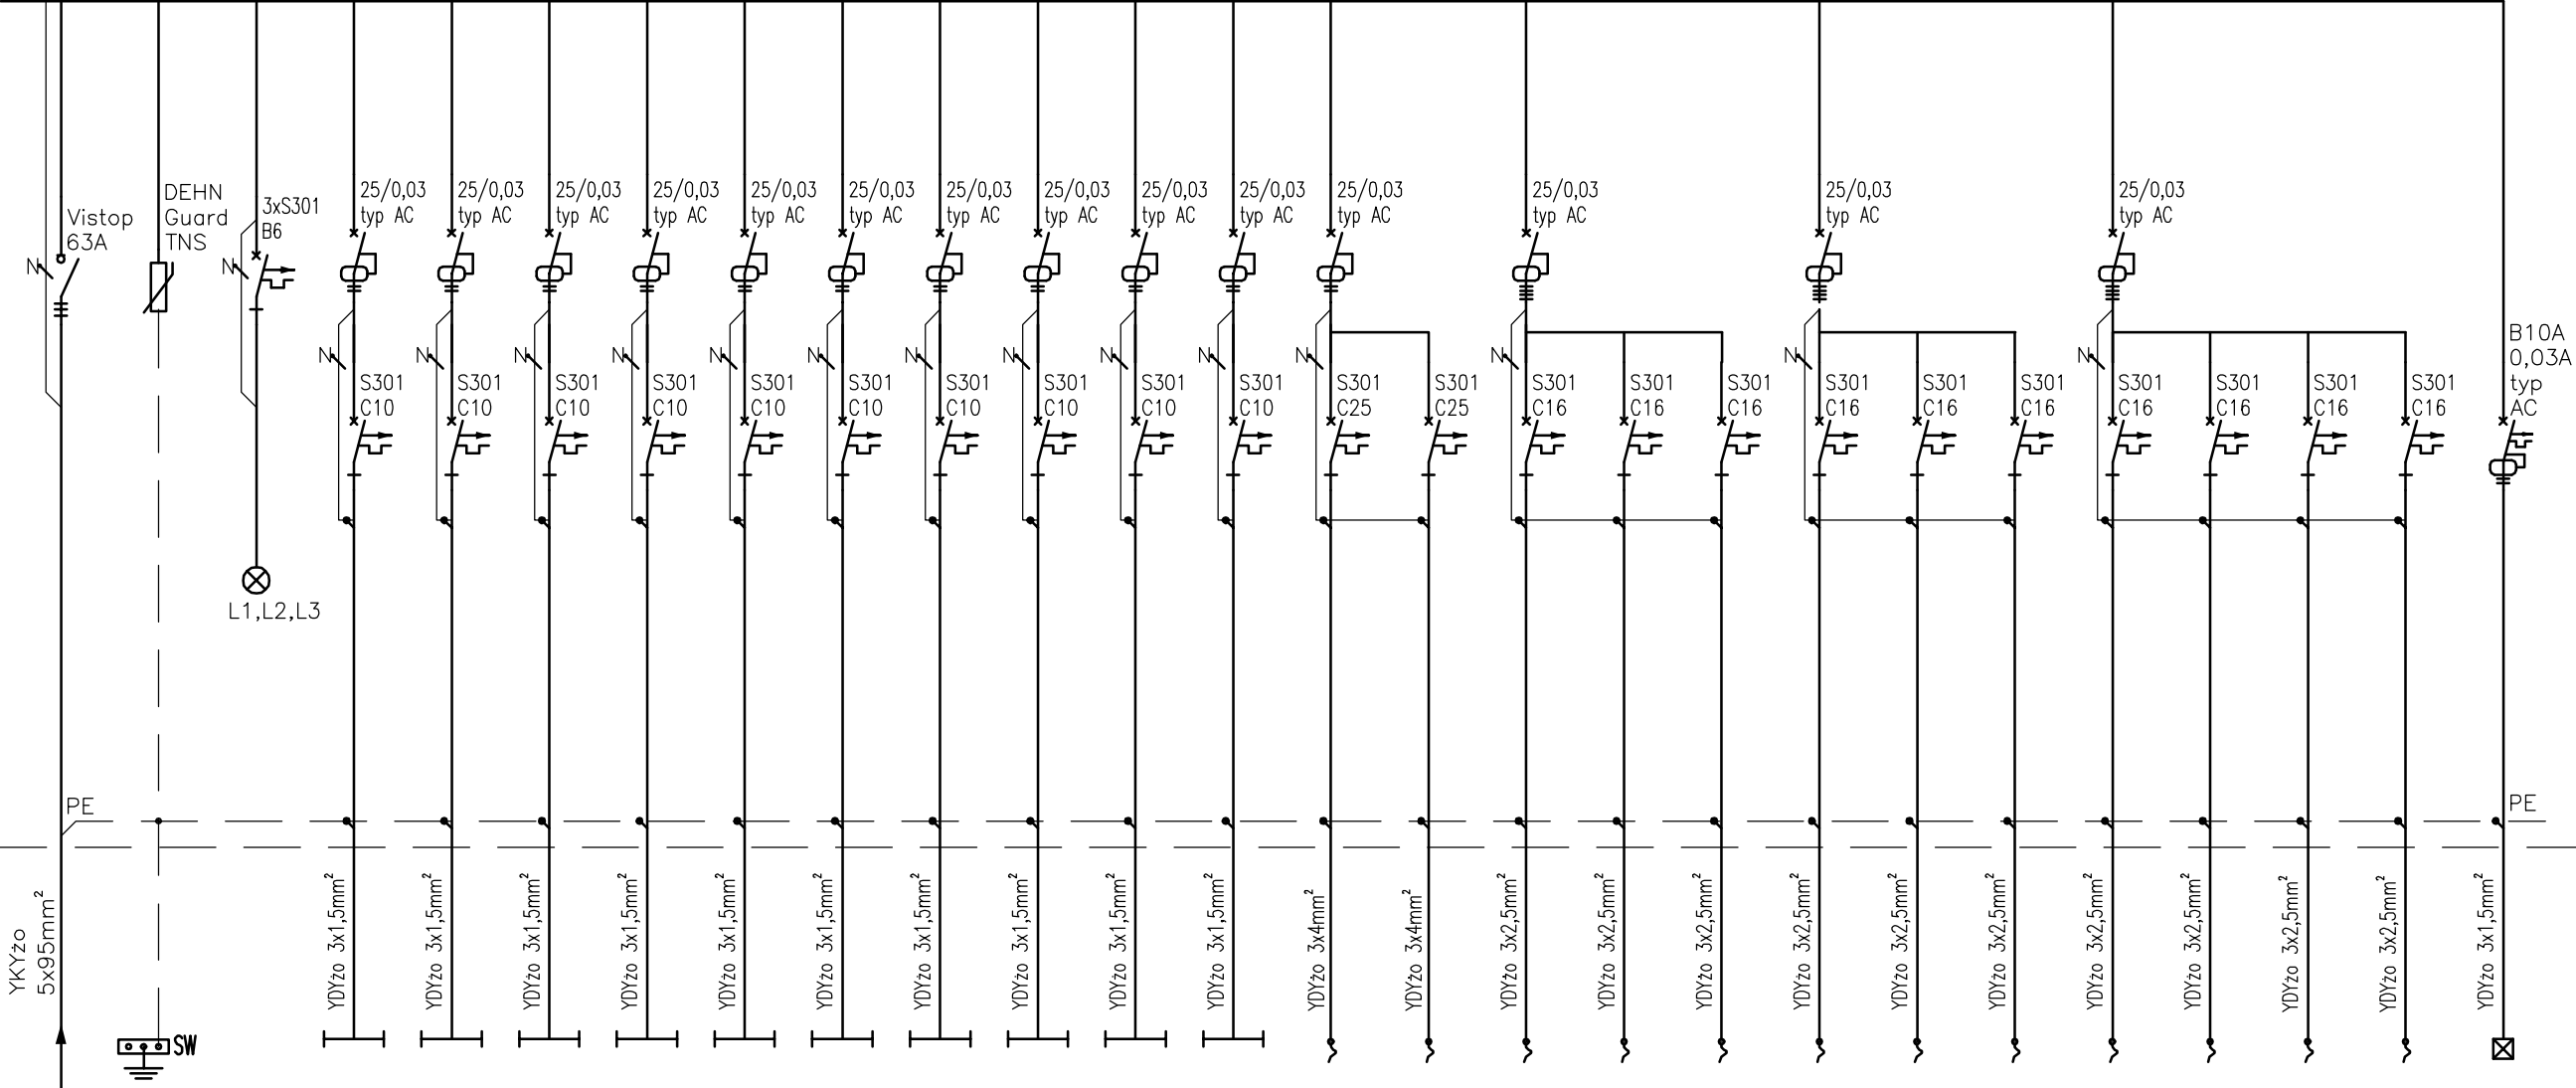 Vistop
63A
N
DEHN
Guard
TNS
3xS301
B6
N
L1,L2,L3
25/0,03
typ AC
25/0,03
typ AC
25/0,03
typ AC
25/0,03
typ AC
25/0,03
typ AC
25/0,03
typ AC
25/0,03
typ AC
25/0,03
typ AC
25/0,03
typ AC
25/0,03
typ AC
25/0,03
typ AC
25/0,03
typ AC
25/0,03
typ AC
25/0,03
typ AC
N
S301
C10
N
S301
C10
N
S301
C10
N
S301
C10
N
S301
C10
N
S301
C10
N
S301
C10
N
S301
C10
N
S301
C10
N
S301
C10
N
S301
C25
S301
C25
N
S301
C16
S301
C16
S301
C16
N
S301
C16
S301
C16
S301
C16
N
S301
C16
S301
C16
S301
C16
S301
C16
B10A
0,03A
typ
AC
PE
PE
YKYżo
5x95mm²
YDYżo 3x1,5mm²
YDYżo 3x1,5mm²
YDYżo 3x1,5mm²
YDYżo 3x1,5mm²
YDYżo 3x1,5mm²
YDYżo 3x1,5mm²
YDYżo 3x1,5mm²
YDYżo 3x1,5mm²
YDYżo 3x1,5mm²
YDYżo 3x1,5mm²
YDYżo 3x4mm²
YDYżo 3x4mm²
YDYżo 3x2,5mm²
YDYżo 3x2,5mm²
YDYżo 3x2,5mm²
YDYżo 3x2,5mm²
YDYżo 3x2,5mm²
YDYżo 3x2,5mm²
YDYżo 3x2,5mm²
YDYżo 3x2,5mm²
YDYżo 3x2,5mm²
YDYżo 3x2,5mm²
YDYżo 3x1,5mm²
SW